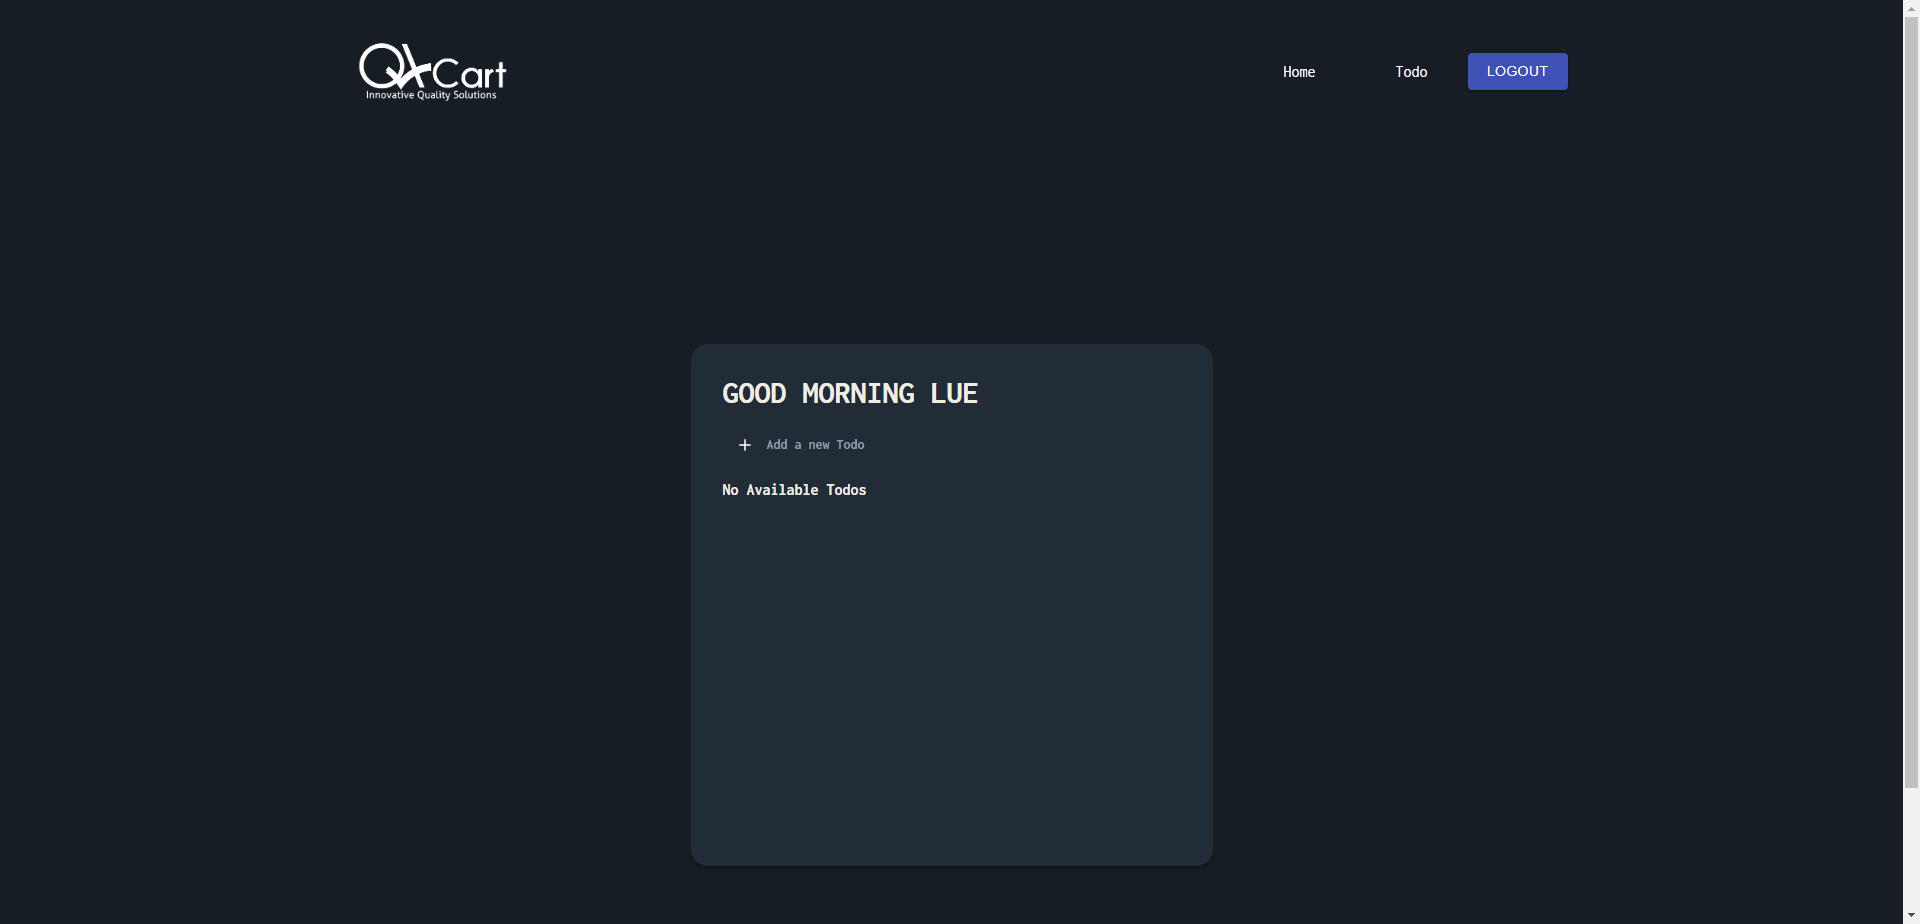 QACart
Innovative Quality Solutions
Home
Todo
LOGOUT
GOOD MORNING LUE
Add a new Todo
No Available Todos